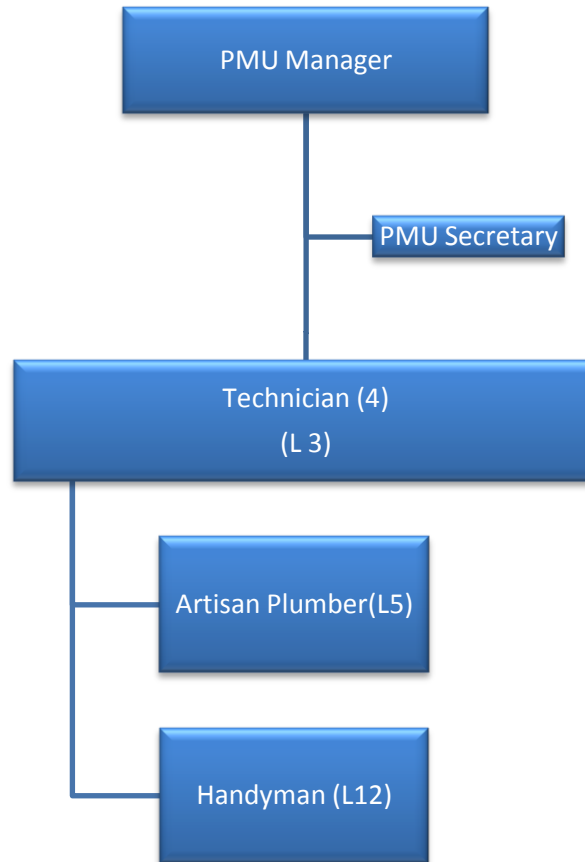 PMU Manager
PMU Secretary
Technician (4)
(L 3)
Artisan Plumber(L5)
Handyman (L12)